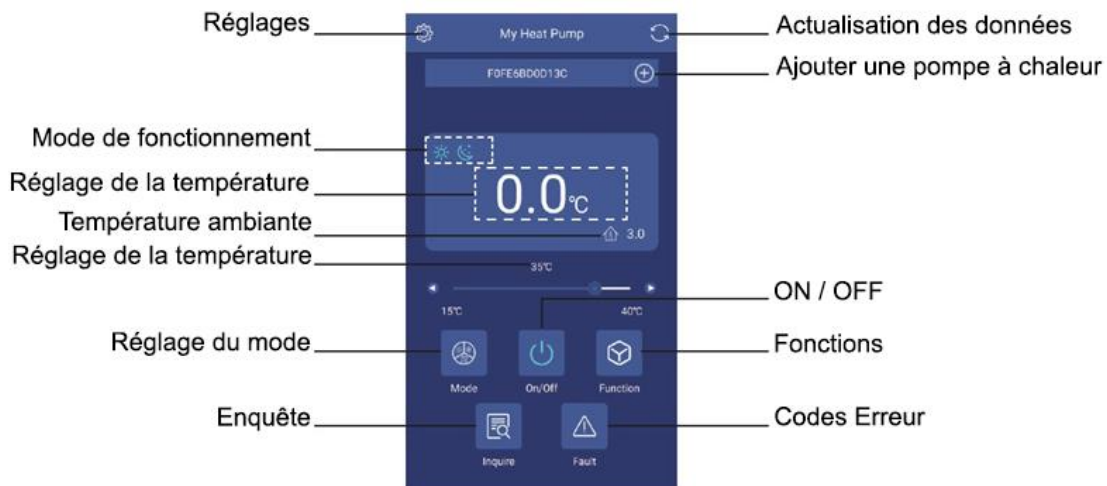 Réglages
My Heat Pump
Actualisation des données
F0FE6BD0D13C
Ajouter une pompe à chaleur
Mode de fonctionnement
Réglage de la température
0.0°C
Température ambiante
3.0
Réglage de la température
35°C
15°C
40°C
ON / OFF
Réglage du mode
Fonctions
Mode
On/Off
Function
Enquête
Codes Erreur
Inquire
Fault